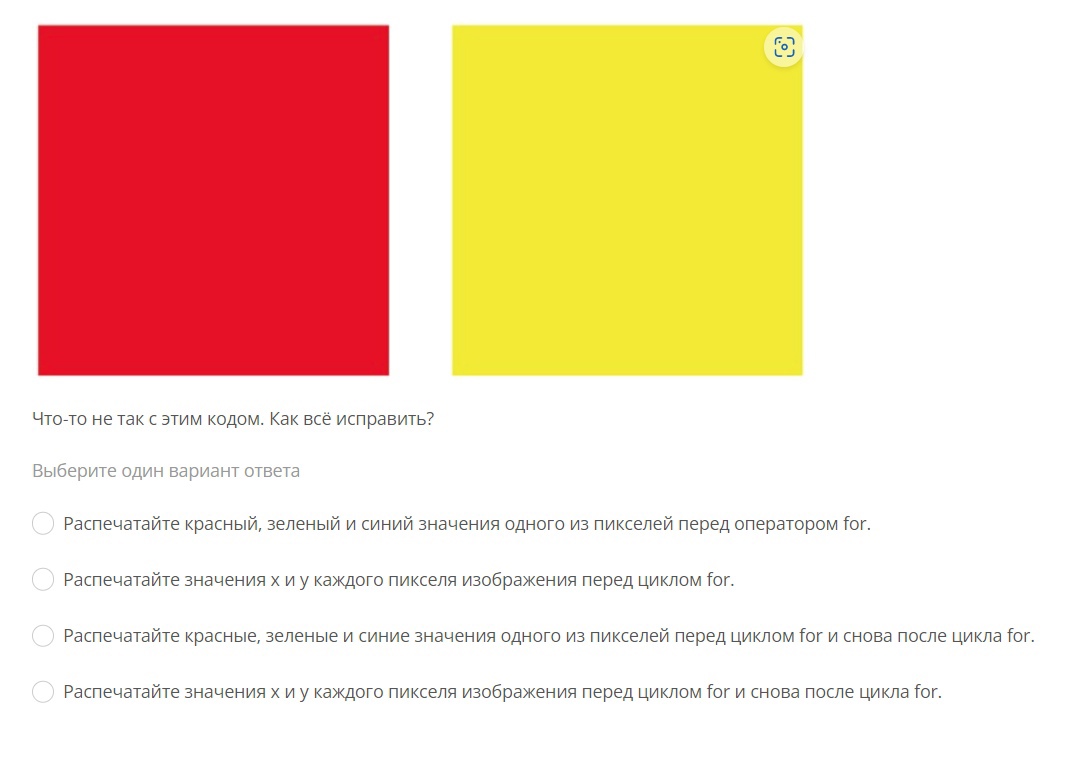 Что-то не так с этим кодом. Как всё исправить?
Выберите один вариант ответа
Распечатайте красный, зеленый и синий значения одного из пикселей перед оператором for.
Распечатайте значения x и y каждого пикселя изображения перед циклом for.
Распечатайте красные, зеленые и синие значения одного из пикселей перед циклом for и снова после цикла for.
Распечатайте значения x и y каждого пикселя изображения перед циклом for и снова после цикла for.